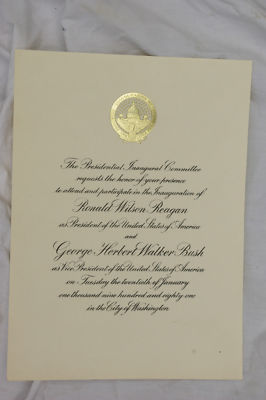 The Presidential Inaugural Committee
requests the honor of your presence
to attend and participate in the Inauguration of
Ronald Wilson Reagan
as President of the United States of America
and
George Herbert Walker Bush
as Vice President of the United States of America
on Tuesday the twentieth of January
one thousand nine hundred and eighty one
in the City of Washington